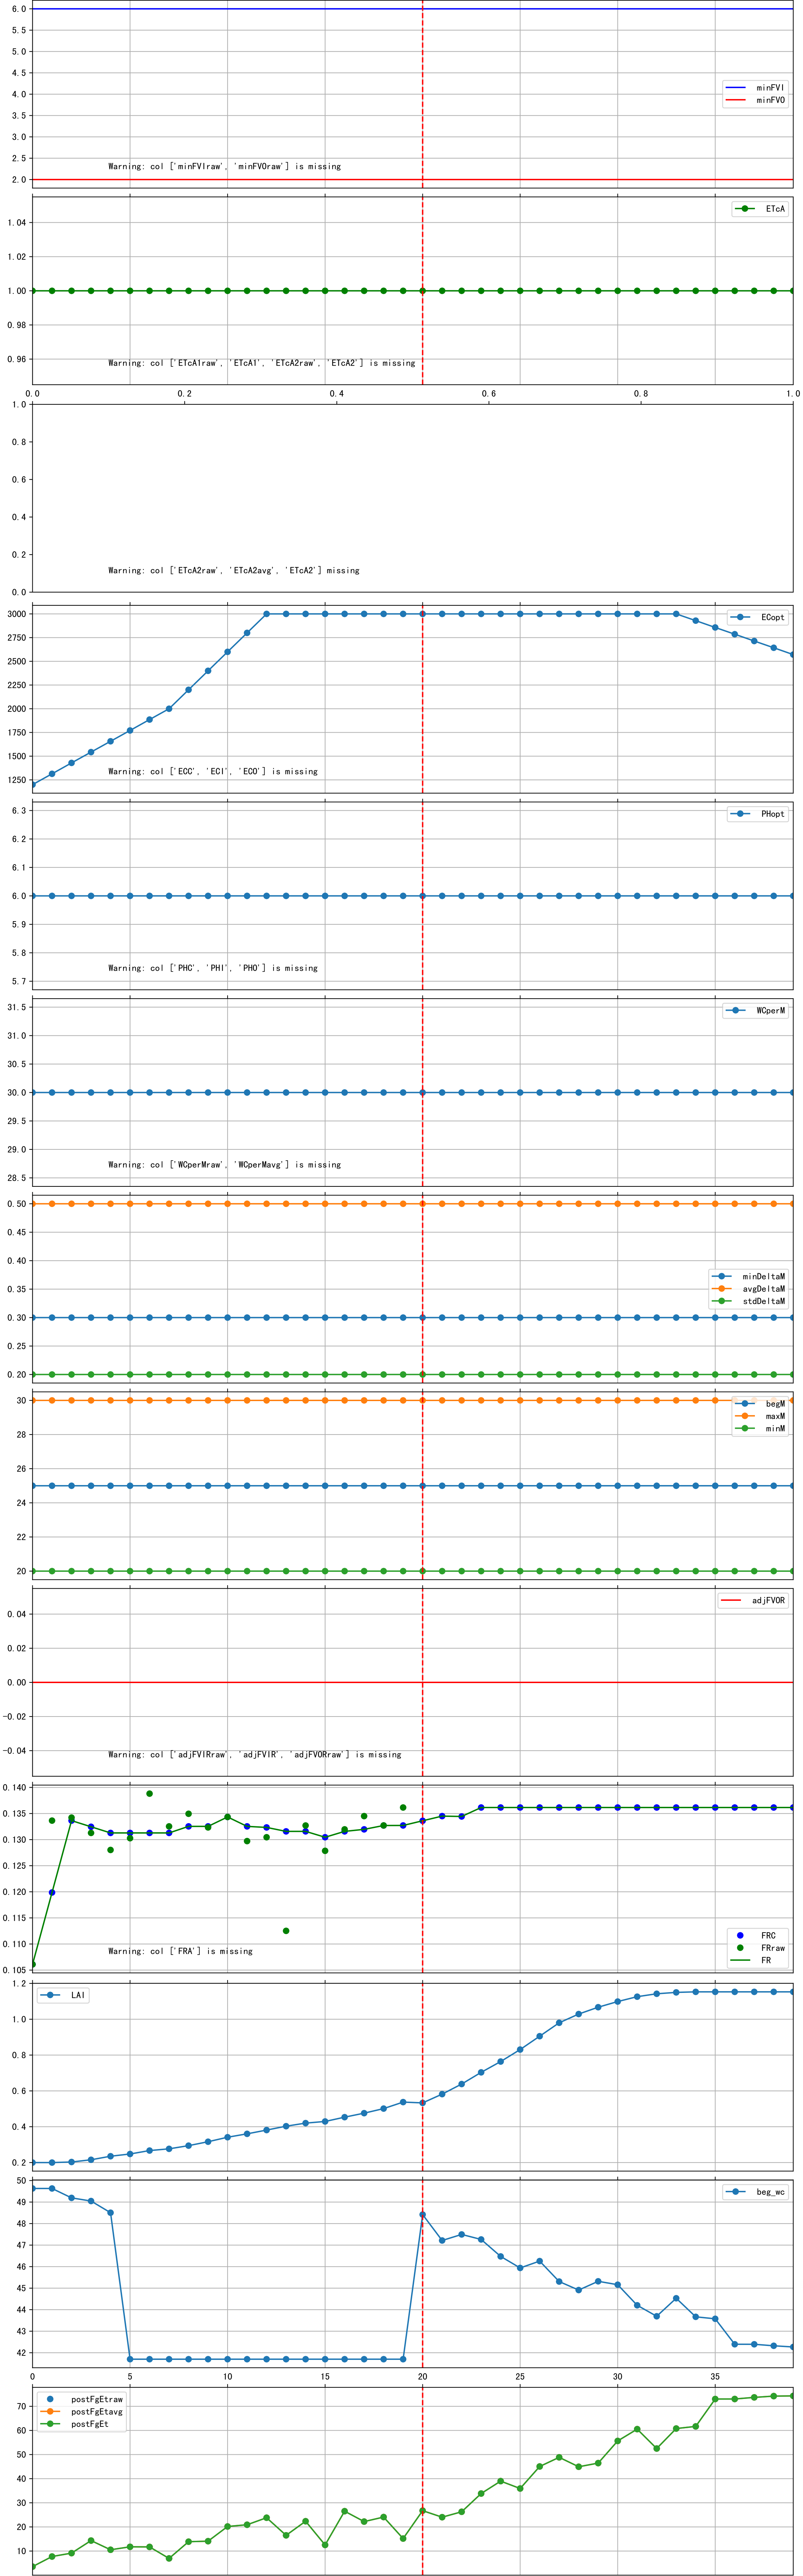 6.0
5.5
5.0
4.5
4.0
3.5
3.0
2.5
2.0
minFVI
minFVO
Warning: col ['minFVIraw', 'minFVOraw'] is missing
ETcA
1.04
1.02
1.00
0.98
0.96
Warning: col ['ETcA1raw', 'ETcA1', 'ETcA2raw', 'ETcA2'] is missing
0.0 0.2 0.4 0.6 0.8 1.0
1.0
0.8
0.6
0.4
0.2
0.0
Warning: col ['ETcA2raw', 'ETcA2avg', 'ETcA2'] missing
ECopt
3000
2750
2500
2250
2000
1750
1500
1250
Warning: col ['ECC', 'ECI', 'ECO'] is missing
PHopt
6.3
6.2
6.1
6.0
5.9
5.8
5.7
Warning: col ['PHC', 'PHI', 'PHO'] is missing
WCperM
31.5
31.0
30.5
30.0
29.5
29.0
28.5
Warning: col ['WCperMraw', 'WCperMavg'] is missing
0.50
0.45
0.40
0.35
0.30
0.25
0.20
minDeltaM
avgDeltaM
stdDeltaM
30
28
26
24
22
20
begM
maxM
minM
adjFVOR
0.04
0.02
0.00
-0.02
-0.04
Warning: col ['adjFVIRraw', 'adjFVIR', 'adjFVORraw'] is missing
0.140
0.135
0.130
0.125
0.120
0.115
0.110
0.105
FRC
FRraw
FR
Warning: col ['FRA'] is missing
LAI
1.2
1.0
0.8
0.6
0.4
0.2
beg_wc
50
49
48
47
46
45
44
43
42
0 5 10 15 20 25 30 35
postFgEtraw
postFgEtavg
postFgEt
70
60
50
40
30
20
10